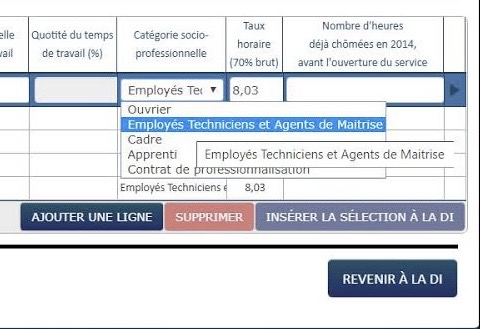 elle
vail
Quotité du temps
de travail (%)
Catégorie socio-
professionnelle
Taux
horaire
(70% brut)
Nombre d'heures
déjà chômées en 2014,
avant l'ouverture du service
Employés Tec 8,03
Ouvrier
Employés Techniciens et Agents de Maitrise
Cadre
Apprenti Employés Techniciens et Agents de Maitrise
Contrat de professionnalisation
Employés Techniciens e 8,03
AJOUTER UNE LIGNE SUPPRIMER INSÉRER LA SÉLECTION À LA DI
REVENIR À LA DI